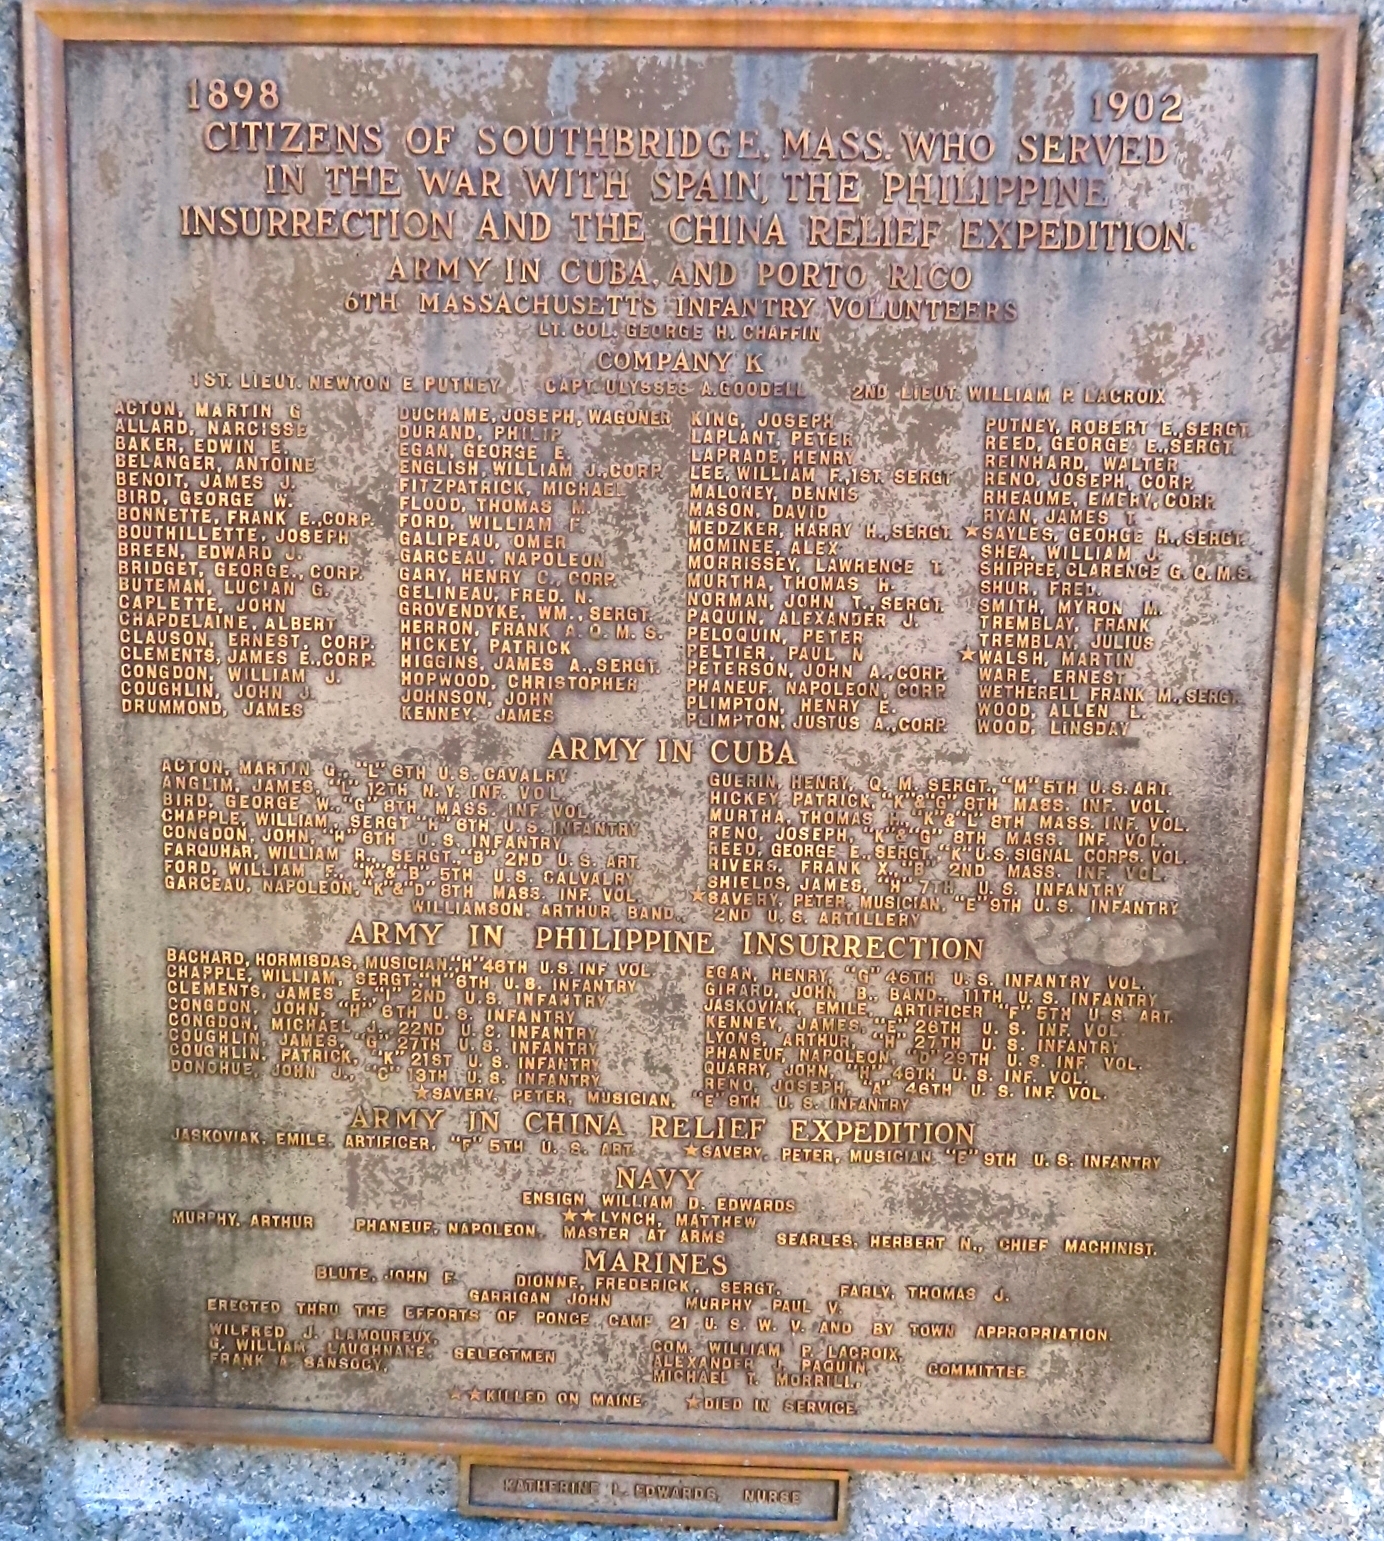 1898 1902
CITIZENS OF SOUTHBRIDGE, MASS. WHO SERVED
IN THE WAR WITH SPAIN, THE PHILIPPINE
INSURRECTION AND THE CHINA RELIEF EXPEDITION.
ARMY IN CUBA, AND PORTO RICO
6TH MASSACHUSETTS INFANTRY VOLUNTEERS
LT. COL. GEORGE H. CHAFFIN
COMPANY K
1ST. LIEUT. NEWTON E PUTNEY CAPT. ULYSSES A. GOODELL 2ND LIEUT. WILLIAM P. LACROIX
ACTON, MARTIN G
ALLARD, NARCISSE
BAKER, EDWIN E.
BELANGER, ANTOINE
BENOIT, JAMES J.
BIRD, GEORGE W.
BONNETTE, FRANK E., CORP.
BOUTHILLETTE, JOSEPH
BREEN, EDWARD J.
BRIDGET, GEORGE., CORP.
BUTEMAN, LUCIAN G.
CAPLETTE, JOHN
CHAPDELAINE, ALBERT
CLAUSON, ERNEST, CORP.
CLEMENTS, JAMES E., CORP.
CONGDON, WILLIAM J.
COUGHLIN, JOHN J.
DRUMMOND, JAMES
DUCHAME, JOSEPH, WAGONER
DURAND, PHILIP
EGAN, GEORGE E.
ENGLISH, WILLIAM J., CORP.
FITZPATRICK, MICHAEL
FLOOD, THOMAS M.
FORD, WILLIAM F.
GALIPEAU, OMER
GARCEAU, NAPOLEON
GARY, HENRY C., CORP.
GELINEAU, FRED. N.
GROVENDYKE, WM., SERGT.
HERRON, FRANK A. Q. M. S.
HICKEY, PATRICK
HIGGINS, JAMES A., SERGT.
HOPWOOD, CHRISTOPHER
JOHNSON, JOHN
KENNEY, JAMES
KING, JOSEPH
LAPLANT, PETER
LAPRADE, HENRY
LEE, WILLIAM F., 1ST. SERGT
MALONEY, DENNIS
MASON, DAVID
MEDZKER, HARRY H., SERGT.
MOMINEE, ALEX
MORRISSEY, LAWRENCE T.
MURTHA, THOMAS H.
NORMAN, JOHN T., SERGT.
PAQUIN, ALEXANDER J.
PELOQUIN, PETER
PELTIER, PAUL N
PETERSON, JOHN A., CORP.
PHANEUF, NAPOLEON, CORP
PLIMPTON, HENRY E.
PLIMPTON, JUSTUS A., CORP.
PUTNEY, ROBERT E., SERGT.
REED, GEORGE E., SERGT.
REINHARD, WALTER
RENO, JOSEPH, CORP.
RHEAUME, EMERY, CORP.
RYAN, JAMES T.
★SAYLES, GEORGE H., SERGT.
SHEA, WILLIAM J.
SHIPPEE, CLARENCE G. Q. M. S.
SHUR, FRED.
SMITH, MYRON M.
TREMBLAY, FRANK
TREMBLAY, JULIUS
★WALSH, MARTIN
WARE, ERNEST
WETHERELL FRANK M., SERGT.
WOOD, ALLEN L.
WOOD, LINSDAY
ARMY IN CUBA
ACTON, MARTIN G., "L" 6TH U.S. CAVALRY
ANGLIM, JAMES, "L" 12TH N.Y. INF. VOL.
BIRD, GEORGE W., "G" 8TH MASS. INF VOL.
CHAPPLE, WILLIAM, SERGT "H" 6TH U.S. INFANTRY
CONGDON, JOHN, "H" 6TH U.S. INFANTRY
FARQUHAR, WILLIAM R., SERGT., "B" 2ND U.S. ART.
FORD, WILLIAM F., "K"&"B" 5TH U.S. CALVALRY
GARCEAU, NAPOLEON, "K"&"D" 8TH MASS. INF. VOL.
GUERIN, HENRY, Q. M. SERGT., "M" 5TH U.S. ART.
HICKEY, PATRICK, "K"&"G" 8TH MASS. INF. VOL.
MURTHA, THOMAS H., "K"&"L" 8TH MASS. INF. VOL.
RENO, JOSEPH, "K"&"G" 8TH MASS. INF. VOL.
REED, GEORGE E., SERGT. "K" U.S. SIGNAL CORPS. VOL.
RIVERS, FRANK X., "B" 2ND MASS. INF. VOL.
SHIELDS, JAMES, "H" 7TH U.S. INFANTRY
★SAVERY, PETER, MUSICIAN, "E" 9TH U.S. INFANTRY
WILLIAMSON, ARTHUR, BAND., 2ND U.S. ARTILLERY
ARMY IN PHILIPPINE INSURRECTION
BACHARD, HORMISDAS, MUSICIAN, "H" 46TH U.S. INF VOL.
CHAPPLE, WILLIAM, SERGT., "H" 6TH U.S. INFANTRY
CLEMENTS, JAMES E., "I" 2ND U.S. INFANTRY
CONGDON, JOHN, "H" 6TH U.S. INFANTRY
CONGDON, MICHAEL J., 22ND U.S. INFANTRY
COUGHLIN, JAMES, "G" 27TH U.S. INFANTRY
COUGHLIN, PATRICK, "K" 21ST U.S. INFANTRY
DONOHUE, JOHN J., "C" 13TH U.S. INFANTRY
EGAN, HENRY, "G" 46TH U.S. INFANTRY VOL.
GIRARD, JOHN B., BAND., 11TH U.S. INFANTRY
JASKOVIAK, EMILE, ARTIFICER "F" 5TH U.S. ART.
KENNEY, JAMES, "E" 26TH U.S. INF. VOL.
LYONS, ARTHUR, "H" 27TH U.S. INFANTRY
PHANEUF, NAPOLEON, "D" 29TH U.S. INF. VOL.
QUARRY, JOHN, "H" 46TH U.S. INF. VOL.
RENO, JOSEPH, "A" 46TH U.S. INF. VOL.
★SAVERY, PETER, MUSICIAN, "E" 9TH U.S. INFANTRY
ARMY IN CHINA RELIEF EXPEDITION
JASKOVIAK, EMILE, ARTIFICER, "F" 5TH U.S. ART. ★SAVERY, PETER, MUSICIAN, "E" 9TH U.S. INFANTRY
NAVY
ENSIGN WILLIAM D. EDWARDS
★★LYNCH, MATTHEW
MURPHY, ARTHUR PHANEUF, NAPOLEON, MASTER AT ARMS SEARLES, HERBERT N., CHIEF MACHINIST.
MARINES
BLUTE, JOHN F. DIONNE, FREDERICK, SERGT. FARLY, THOMAS J.
GARRIGAN JOHN MURPHY PAUL V.
ERECTED THRU THE EFFORTS OF PONCE CAMP 21 U.S.W.V. AND BY TOWN APPROPRIATION.
WILFRED J. LAMOUREUX,
G. WILLIAM LAUGHNANE, SELECTMEN
FRANK A. SANSOCY,
COM. WILLIAM P. LACROIX,
ALEXANDER J. PAQUIN COMMITTEE
MICHAEL T. MORRILL,
★★KILLED ON MAINE ★DIED IN SERVICE.
KATHERINE L. EDWARDS, NURSE